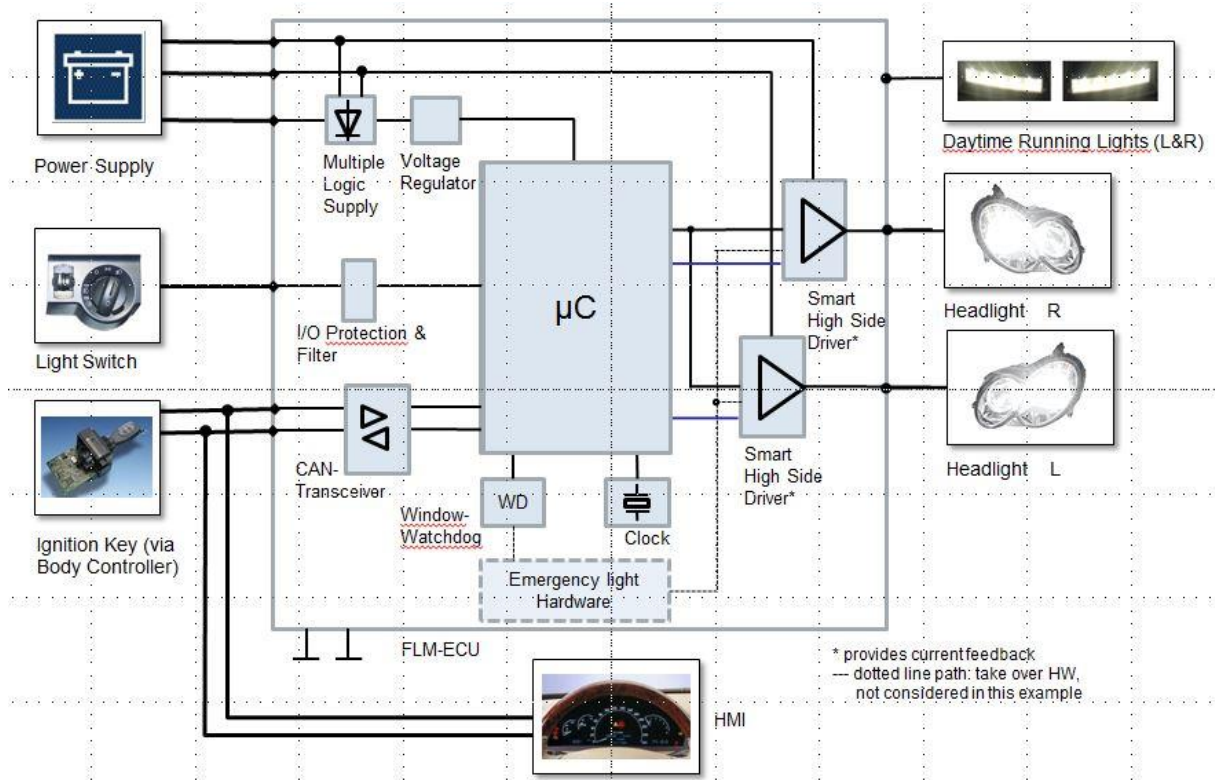 Power Supply
Multiple
Logic
Supply
Voltage
Regulator
Daytime Running Lights (L&R)
Light Switch
I/O Protection &
Filter
µC
Smart
High Side
Driver*
Headlight R
CAN-
Transceiver
Smart
High Side
Driver*
Headlight L
Ignition Key (via
Body Controller)
Window-
Watchdog
WD
Clock
Emergency light
Hardware
FLM-ECU
* provides current feedback
--- dotted line path: take over HW,
not considered in this example
HMI